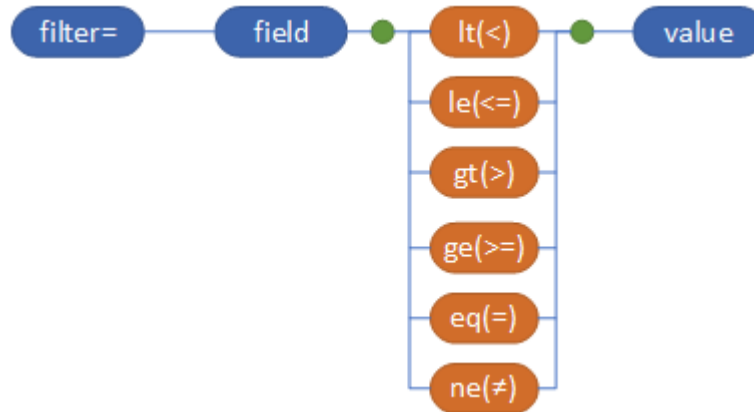 filter= field lt(<) value
le(<=)
gt(>)
ge(>=)
eq(=)
ne(≠)